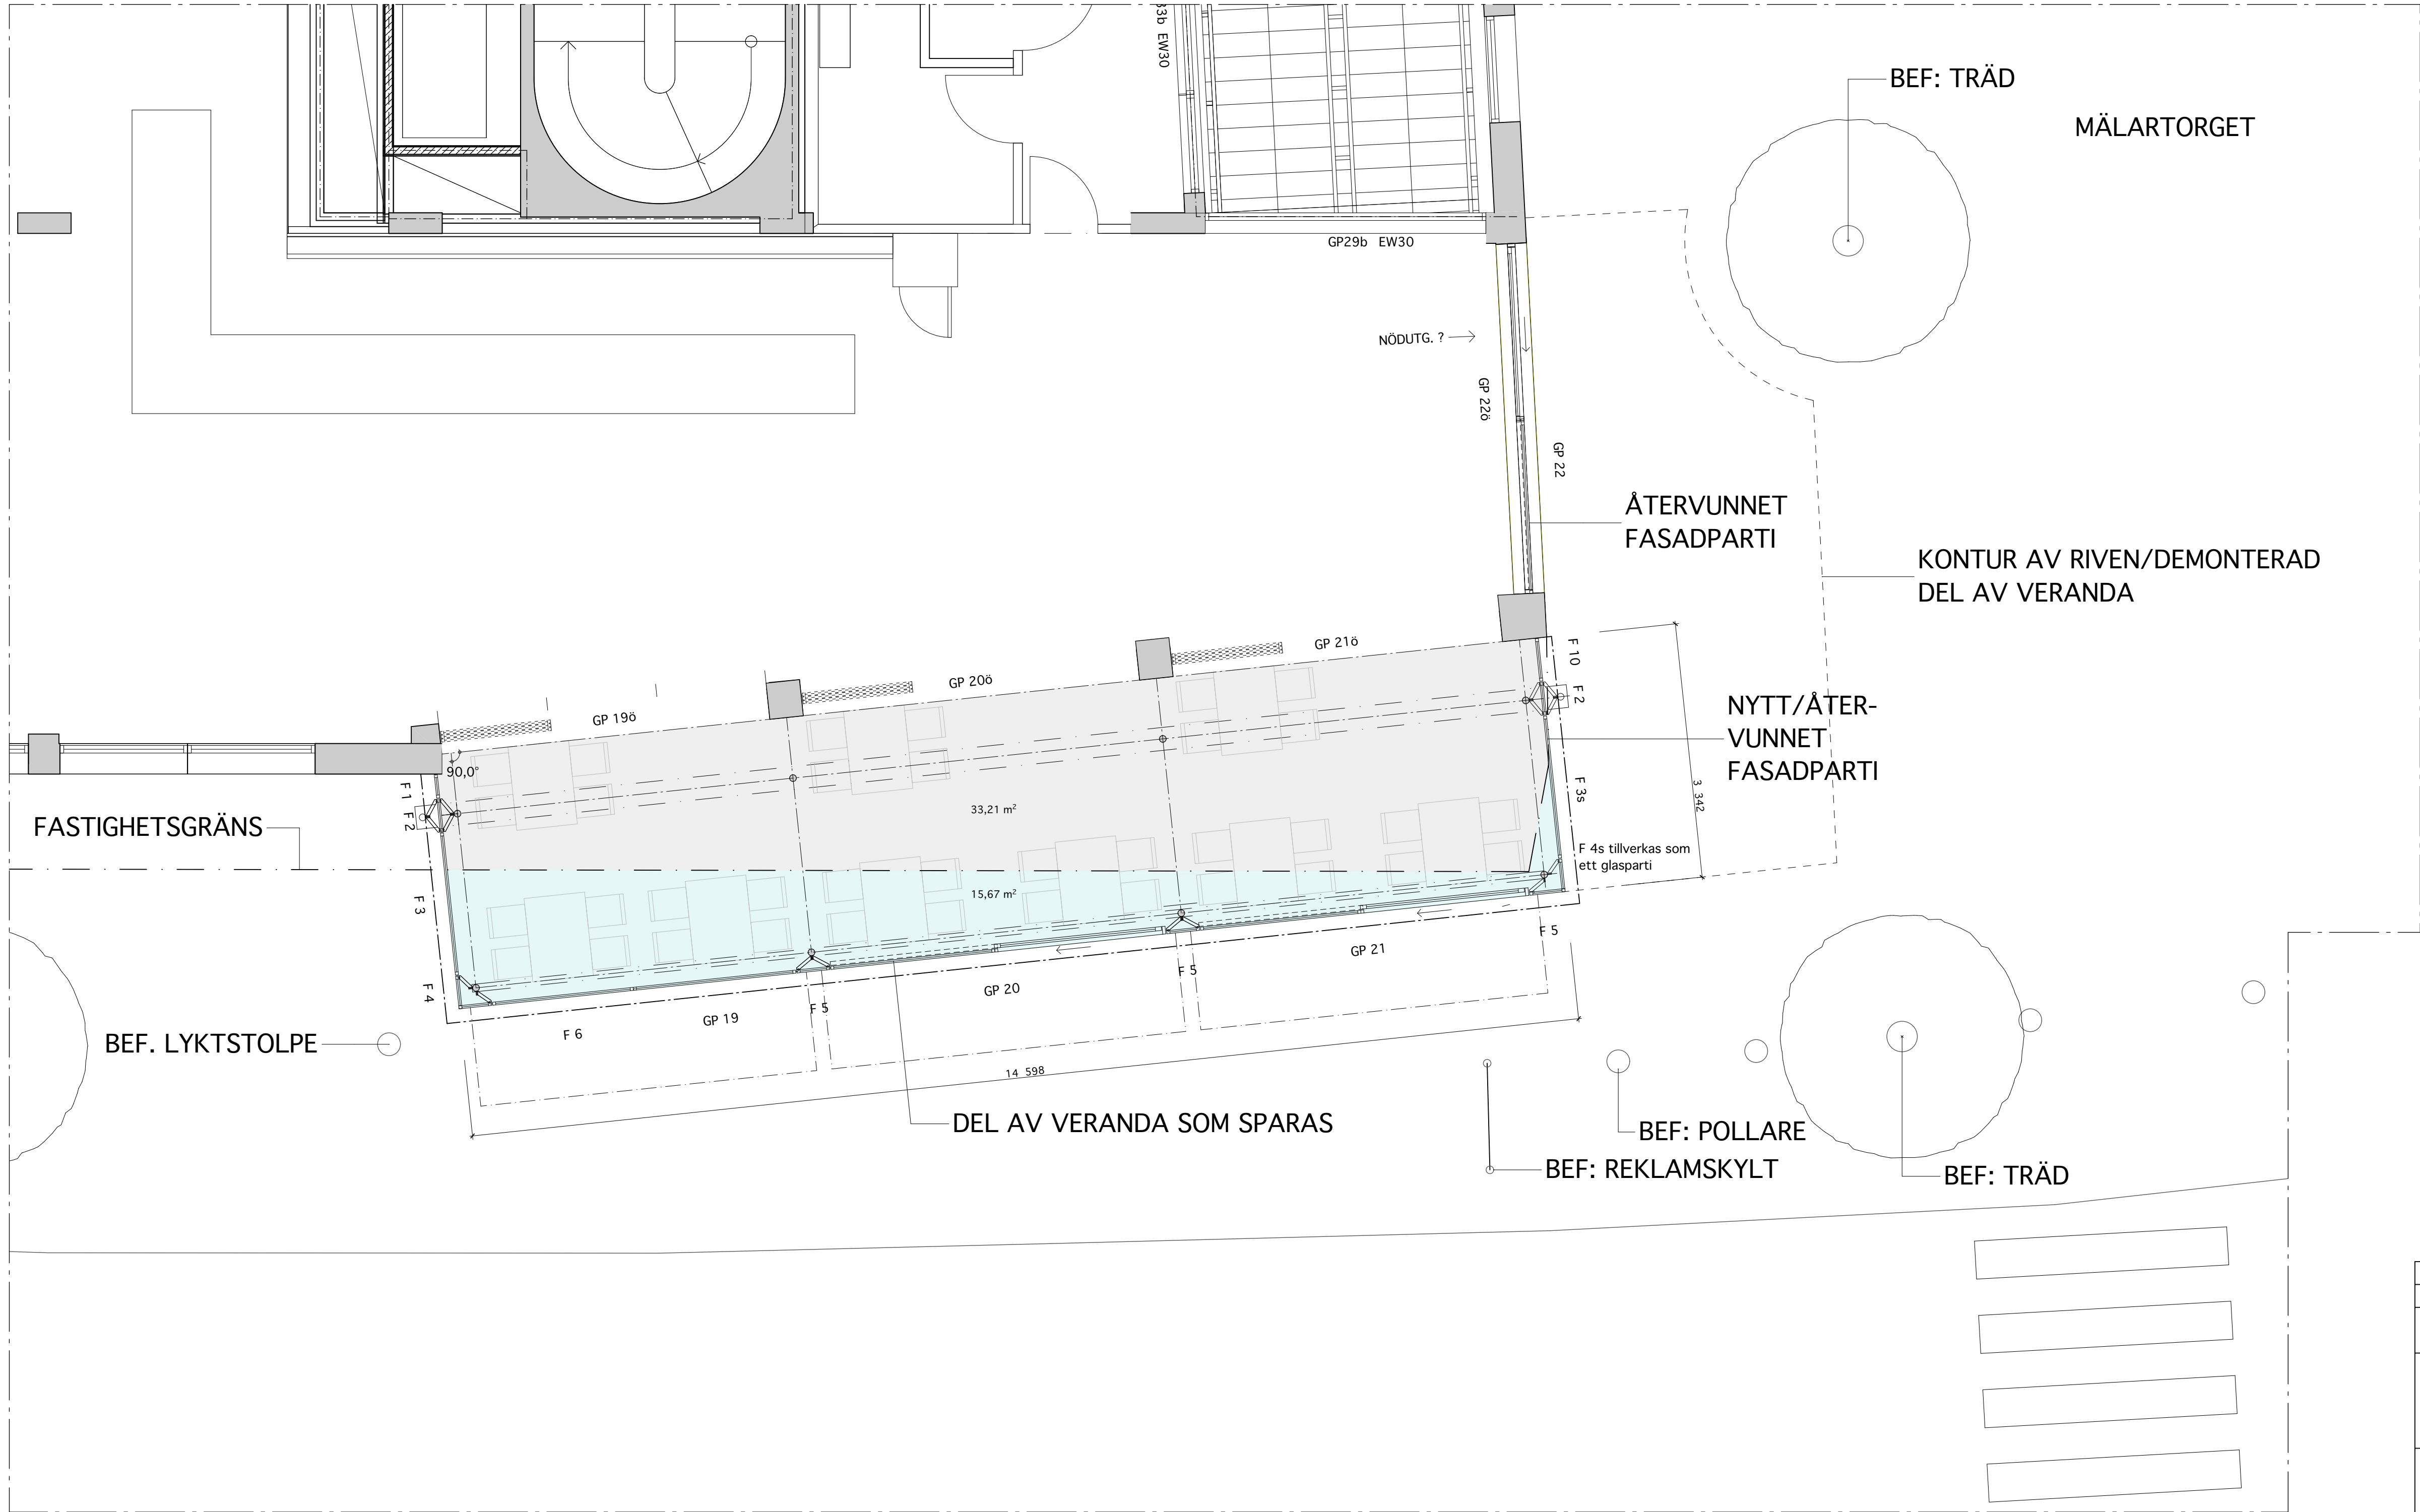 EW30
BEF: TRÄD
MÄLARTORGET
GP29b EW30
NÖDUTG. ?
GP 22ö
GP 22
ÅTERVUNNET
FASADPARTI
KONTUR AV RIVEN/DEMONTERAD
DEL AV VERANDA
GP 21ö
F 10
GP 20ö
F 2
GP 19ö
NYTT/ÅTER-
VUNNET
FASADPARTI
90,0°
F 1
F 2
33,21 m²
F 3s
3 342
FASTIGHETSGRÄNS
F 4s tillverkas som
ett glasparti
15,67 m²
F 3
F 5
GP 21
F 5
F 4
GP 20
F 5
GP 19
F 6
BEF. LYKTSTOLPE
14 598
DEL AV VERANDA SOM SPARAS
BEF: POLLARE
BEF: REKLAMSKYLT
BEF: TRÄD